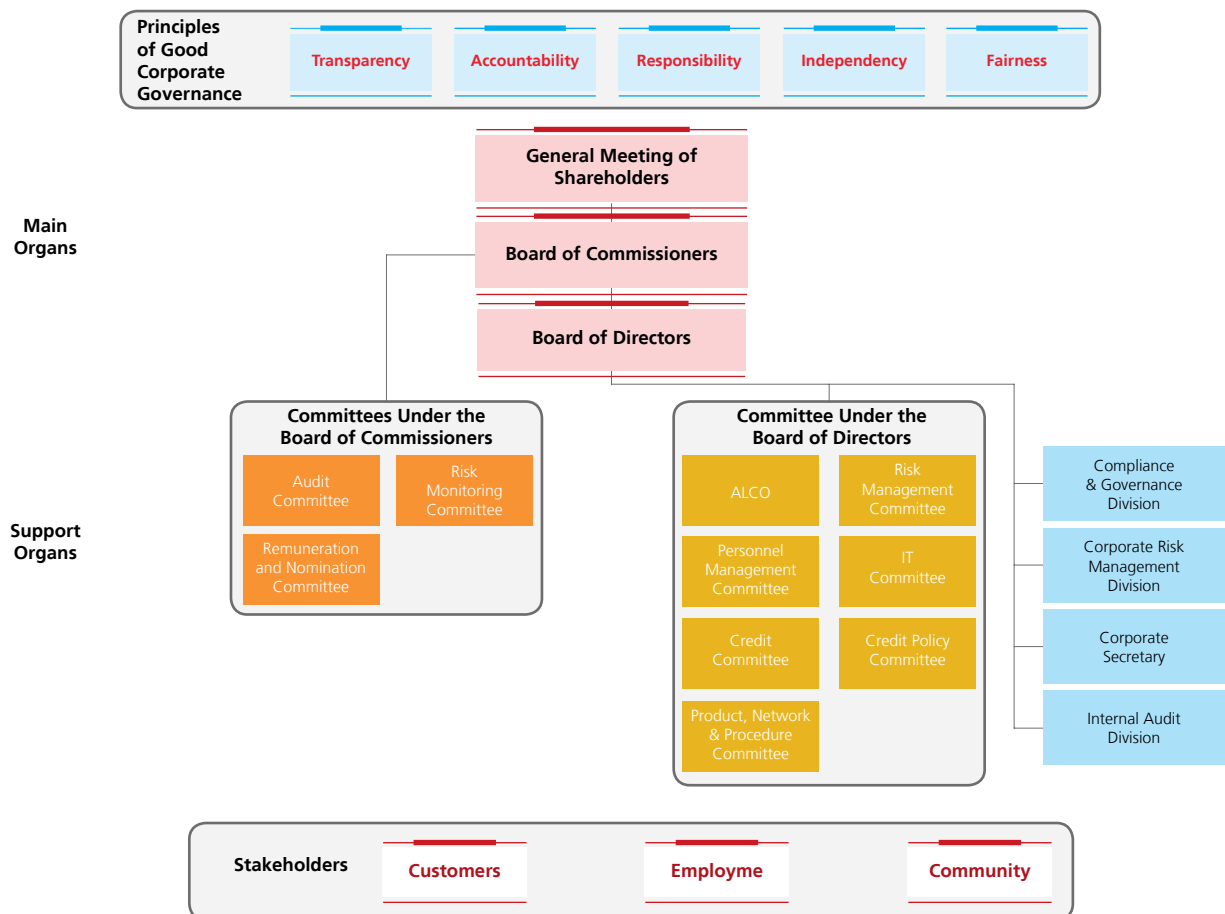 Principles
of Good
Corporate
Governance
Transparency
Accountability
Responsibility
Independency
Fairness
General Meeting of
Shareholders
Main
Organs
Board of Commissioners
Board of Directors
Committees Under the
Board of Commissioners
Audit
Committee
Risk
Monitoring
Committee
Remuneration
and Nomination
Committee
Support
Organs
Committee Under the
Board of Directors
ALCO
Risk
Management
Committee
Personnel
Management
Committee
IT
Committee
Credit
Committee
Credit Policy
Committee
Product, Network
& Procedure
Committee
Compliance
& Governance
Division
Corporate Risk
Management
Division
Corporate
Secretary
Internal Audit
Division
Stakeholders
Customers
Employme
Community